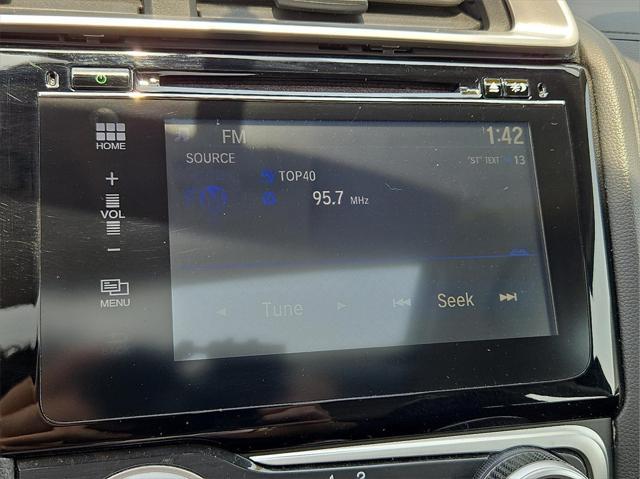 FM 1:42
SOURCE "ST" TEXT 13
HOME
TOP40
95.7 MHz
+
VOL
−
MENU
Tune Seek